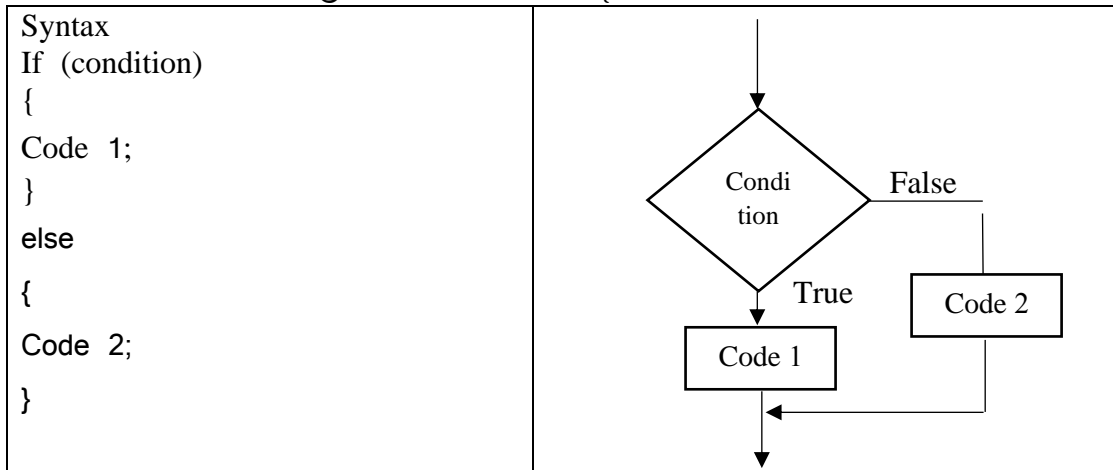 Syntax
If (condition)
{
Code 1;
}
else
{
Code 2;
}
Condi
tion
False
True
Code 2
Code 1